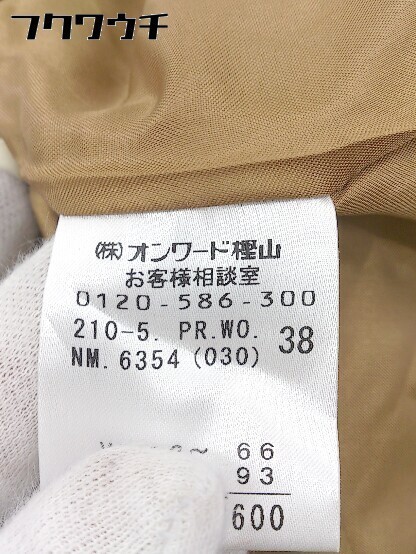 フクワウチ
(株)オンワード樫山
お客様相談室
0120-586-300
210-5. PR.WO. 38
NM. 6354 (030)
66
93
600